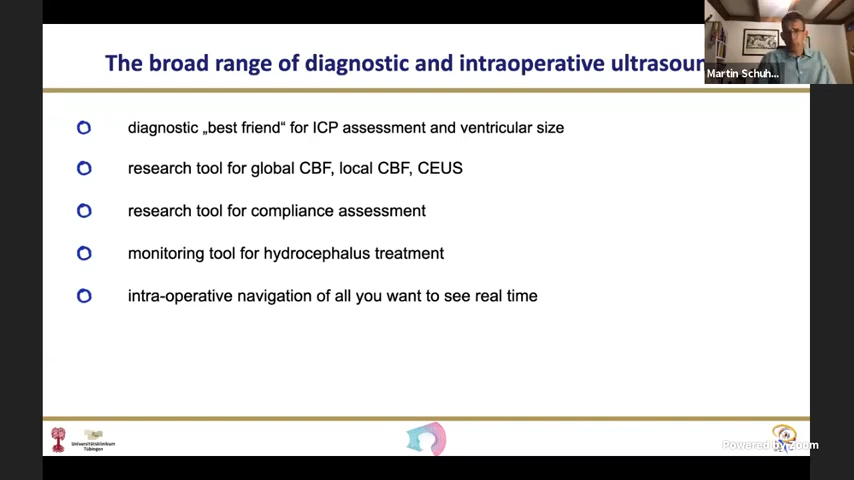 The broad range of diagnostic and intraoperative ultrasoun
Martin Schuh...
diagnostic „best friend“ for ICP assessment and ventricular size
research tool for global CBF, local CBF, CEUS
research tool for compliance assessment
monitoring tool for hydrocephalus treatment
intra-operative navigation of all you want to see real time
Universitätsklinikum
Tübingen
Powered by Zoom